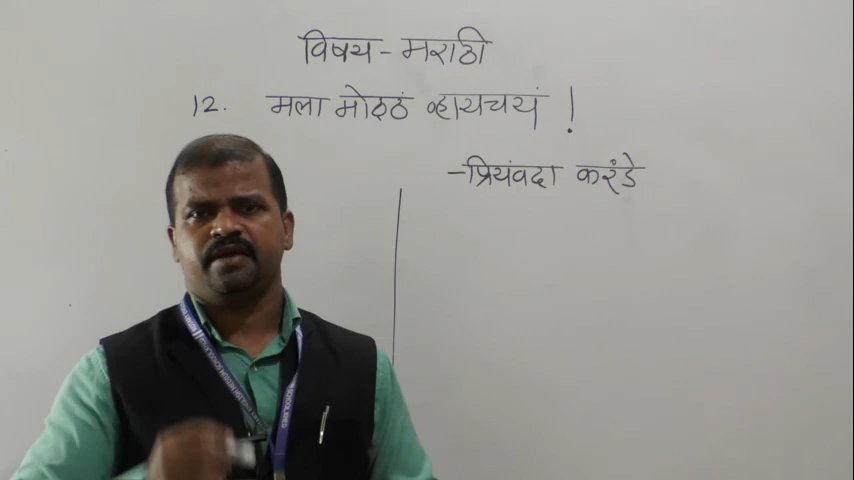 विषय - मराठी
12. मला मोठ्ठं व्हायचयं !
- प्रियंवदा करंडे